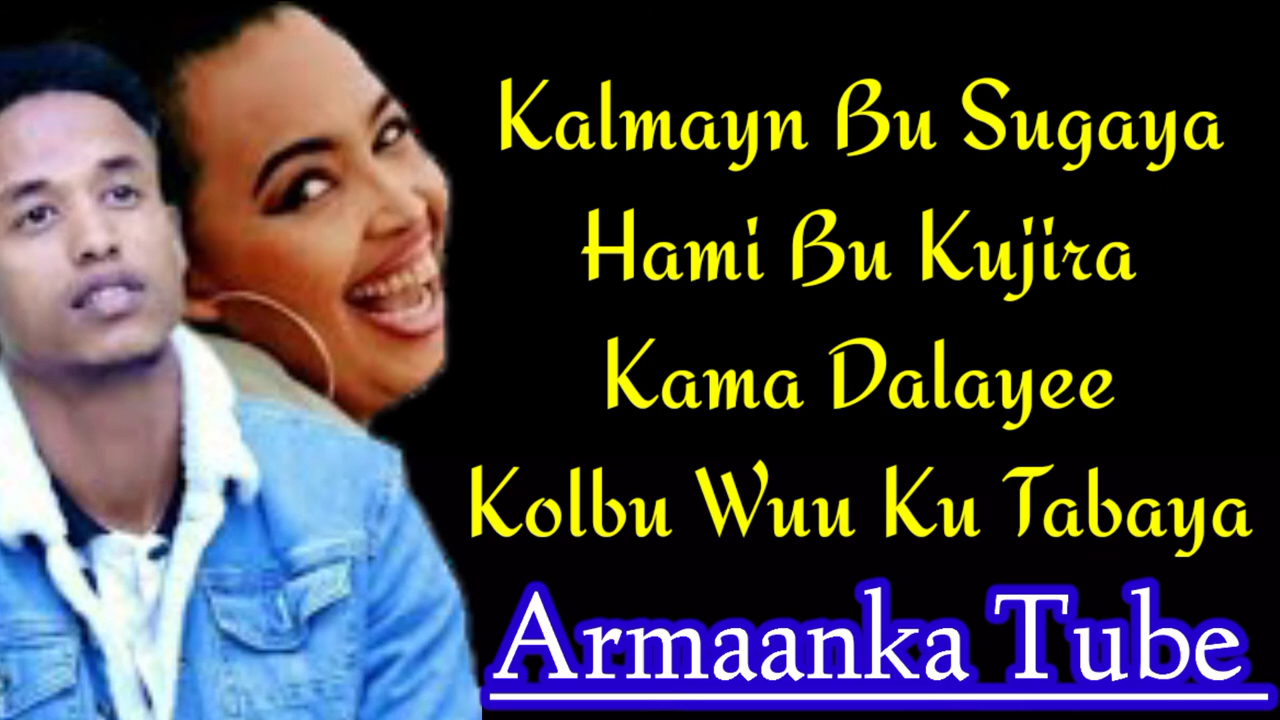 Kalmayn Bu Sugaya
Hami Bu Kujira
Kama Dalayee
Kolbu Wuu Ku Tabaya
Armaanka Tube